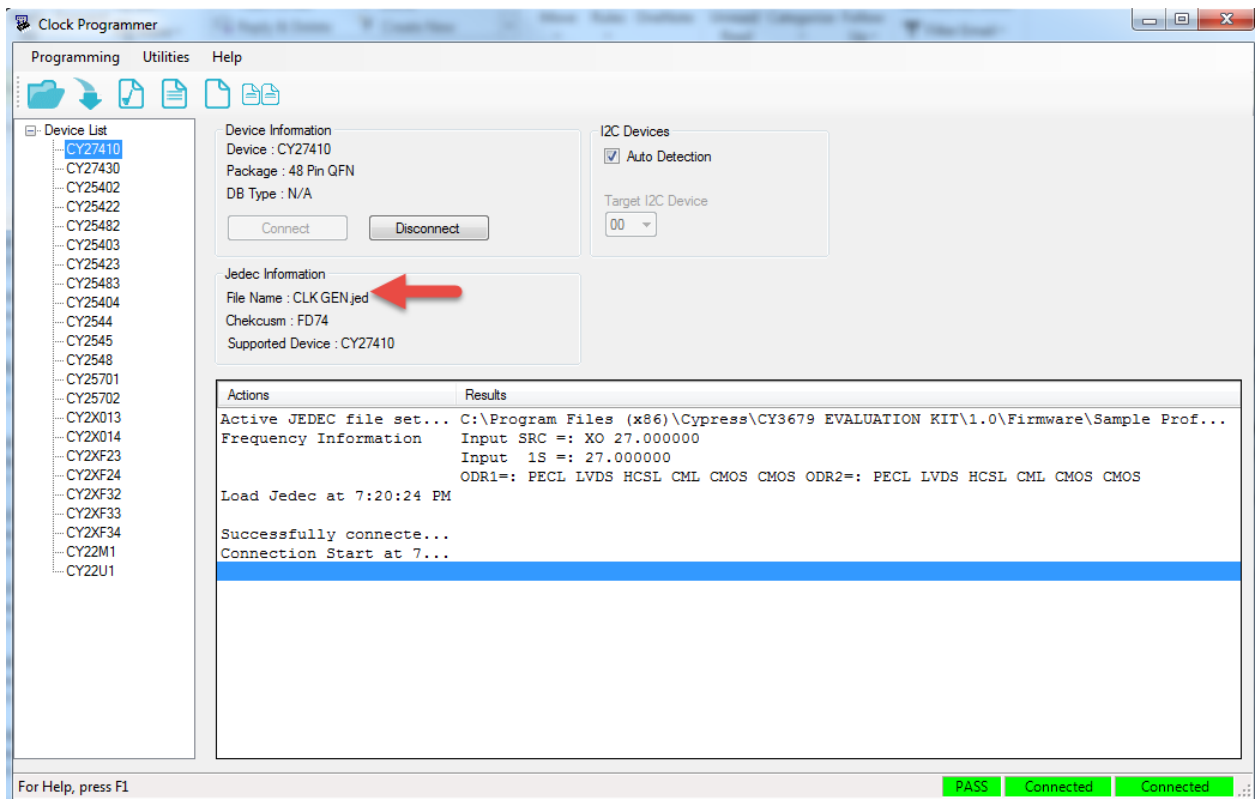 Clock Programmer
Programming Utilities Help
Device List
CY27410
CY27430
CY25402
CY25422
CY25482
CY25403
CY25423
CY25483
CY25404
CY2544
CY2545
CY2548
CY25701
CY25702
CY2X013
CY2X014
CY2XF23
CY2XF24
CY2XF32
CY2XF33
CY2XF34
CY22M1
CY22U1
Device Information
Device : CY27410
Package : 48 Pin QFN
DB Type : N/A
Connect Disconnect
I2C Devices
Auto Detection
Target I2C Device
00
Jedec Information
File Name : CLK GEN.jed
Chekcusm : FD74
Supported Device : CY27410
Actions Results
Active JEDEC file set... C:\Program Files (x86)\Cypress\CY3679 EVALUATION KIT\1.0\Firmware\Sample Prof...
Frequency Information Input SRC =: XO 27.000000
Input 1S =: 27.000000
ODR1=: PECL LVDS HCSL CML CMOS CMOS ODR2=: PECL LVDS HCSL CML CMOS CMOS
Load Jedec at 7:20:24 PM
Successfully connecte...
Connection Start at 7...
For Help, press F1
PASS Connected Connected